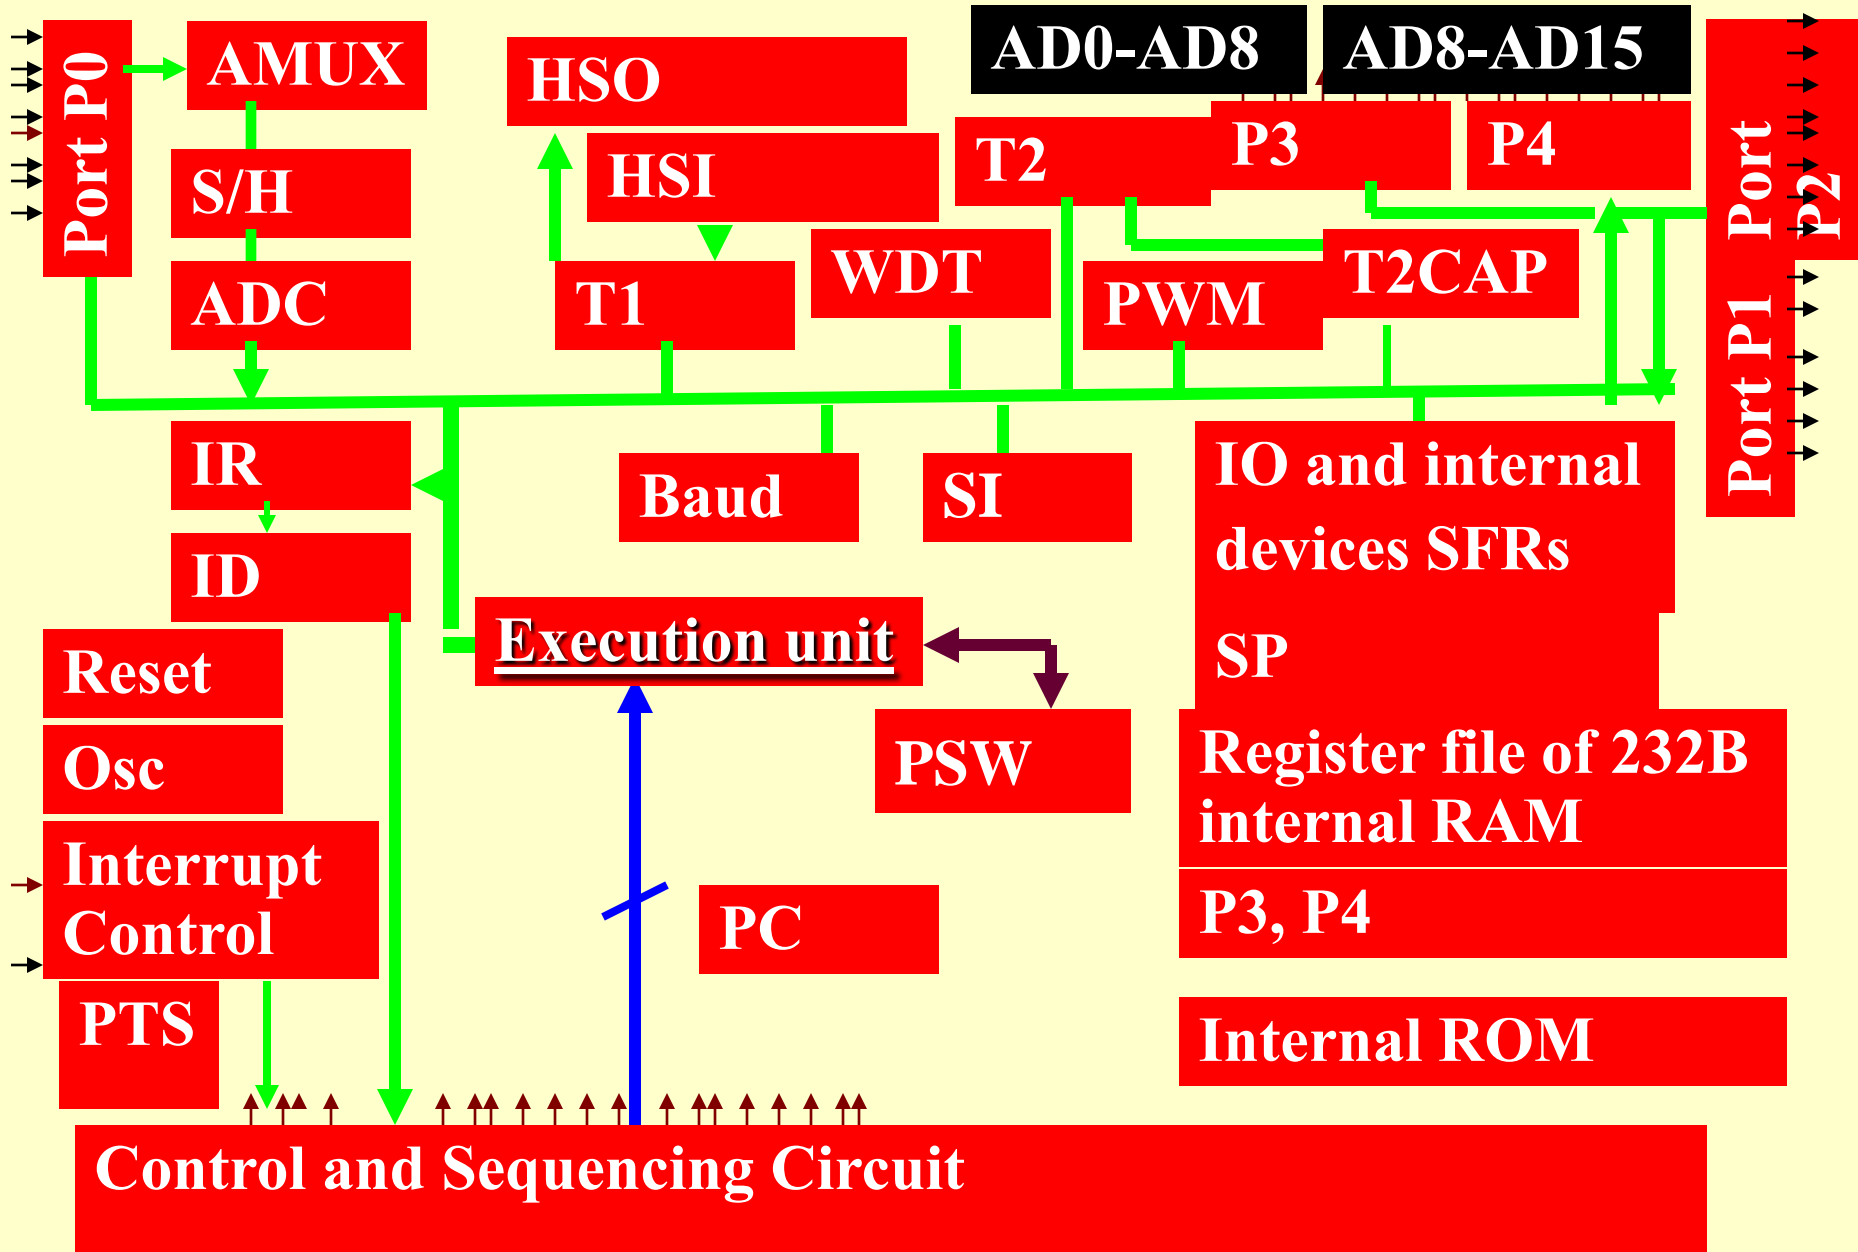 Port P0
AMUX
S/H
ADC
HSO
HSI
T1
WDT
AD0-AD8
AD8-AD15
T2
P3
P4
PWM
T2CAP
Port
P2
Port P1
IR
ID
Baud
SI
IO and internal
devices SFRs
SP
Execution unit
PSW
Reset
Osc
Interrupt
Control
PTS
PC
Register file of 232B
internal RAM
P3, P4
Internal ROM
Control and Sequencing Circuit